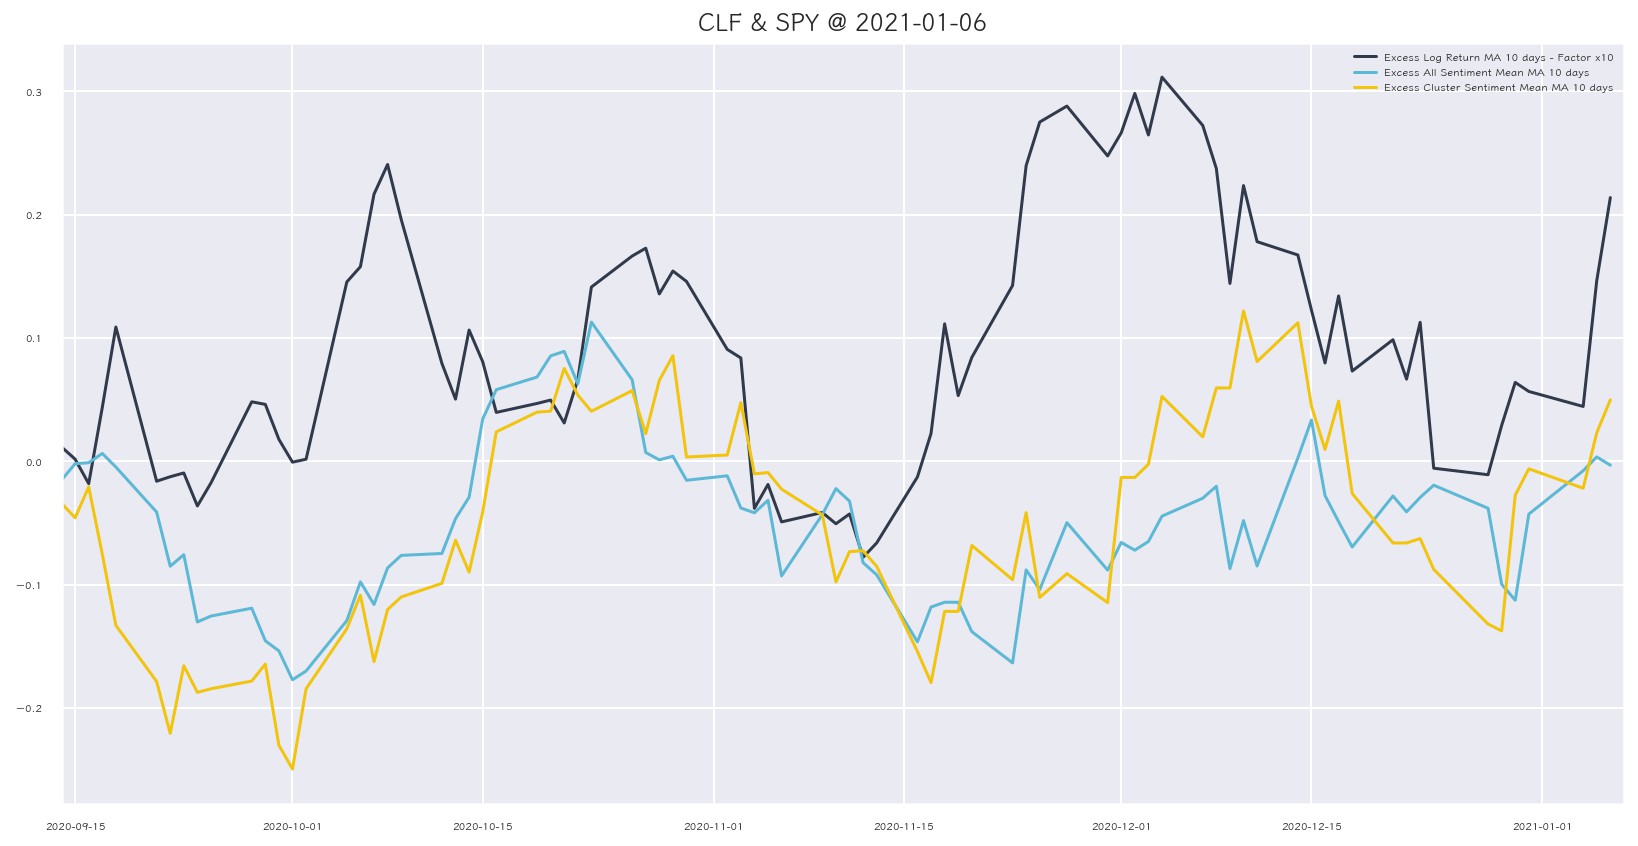 CLF & SPY @ 2021-01-06
Excess Log Return MA 10 days - Factor x10
Excess All Sentiment Mean MA 10 days
Excess Cluster Sentiment Mean MA 10 days
0.3
0.2
0.1
0.0
−0.1
−0.2
2020-09-15 2020-10-01 2020-10-15 2020-11-01 2020-11-15 2020-12-01 2020-12-15 2021-01-01